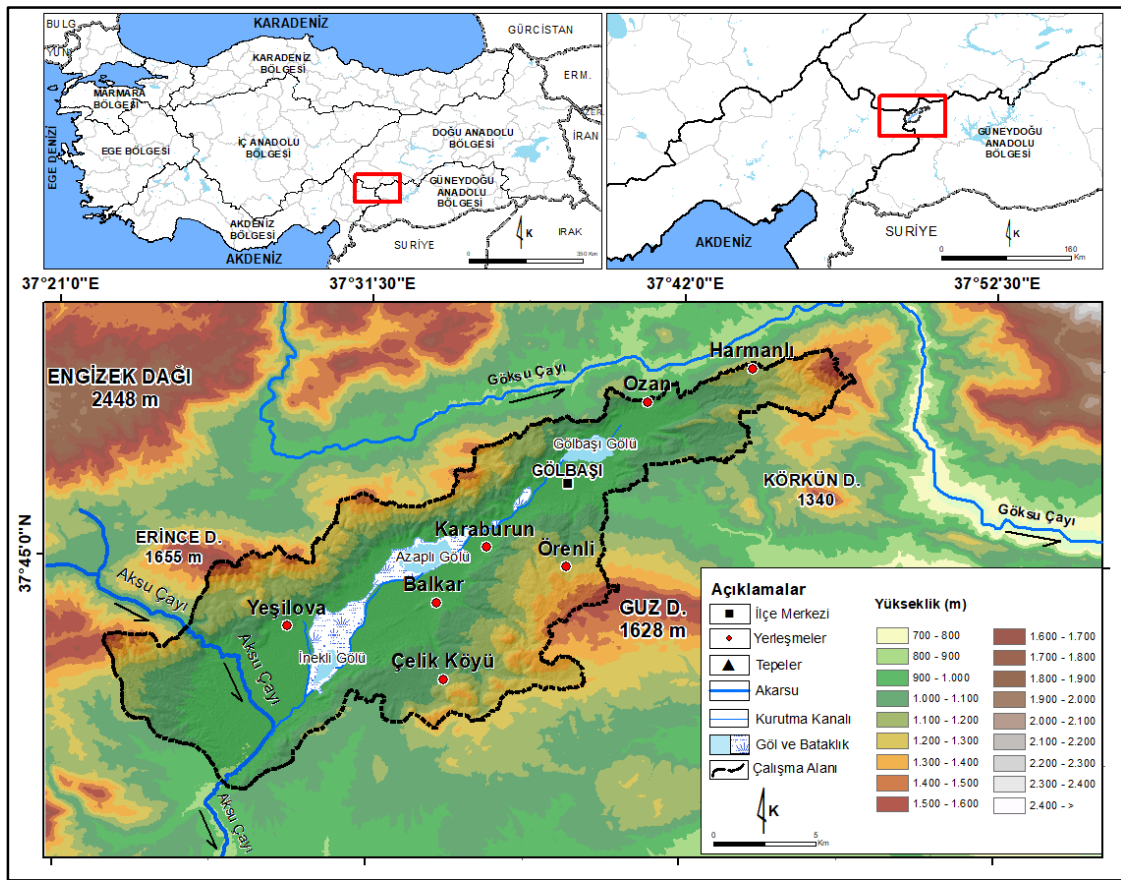 KARADENİZ
BULG
YUN.
GÜRCİSTAN
KARADENİZ
BÖLGESİ
ERM.
MARMARA
BÖLGESİ
İRAN
EGE DENİZİ
EGE BÖLGESİ
İÇ ANADOLU
BÖLGESİ
DOĞU ANADOLU
BÖLGESİ
GÜNEYDOĞU
ANADOLU
BÖLGESİ
AKDENİZ
BÖLGESİ
AKDENİZ
SURİYE
IRAK
K
0
350
Km
GÜNEYDOĞU
ANADOLU
BÖLGESİ
AKDENİZ
SURİYE
K
0
160
Km
37°21'0"E
37°31'30"E
37°42'0"E
37°52'30"E
37°45'0"N
ENGİZEK DAĞI
2448 m
Göksu Çayı
Harmanlı
Ozan
Gölbaşı Gölü
GÖLBAŞI
KÖRKÜN D.
1340
Göksu Çayı
ERİNCE D.
1655 m
Karaburun
Azaplı Gölü
Örenli
Balkar
Aksu Çayı
Yeşilova
GUZ D.
1628 m
İnekli Gölü
Çelik Köyü
Aksu Çayı
Aksu Çayı
Açıklamalar
İlçe Merkezi
Yerleşmeler
Tepeler
Akarsu
Kurutma Kanalı
Göl ve Bataklık
Çalışma Alanı
K
0
5
Km
Yükseklik (m)
700 - 800
800 - 900
900 - 1.000
1.000 - 1.100
1.100 - 1.200
1.200 - 1.300
1.300 - 1.400
1.400 - 1.500
1.500 - 1.600
1.600 - 1.700
1.700 - 1.800
1.800 - 1.900
1.900 - 2.000
2.000 - 2.100
2.100 - 2.200
2.200 - 2.300
2.300 - 2.400
2.400 - >